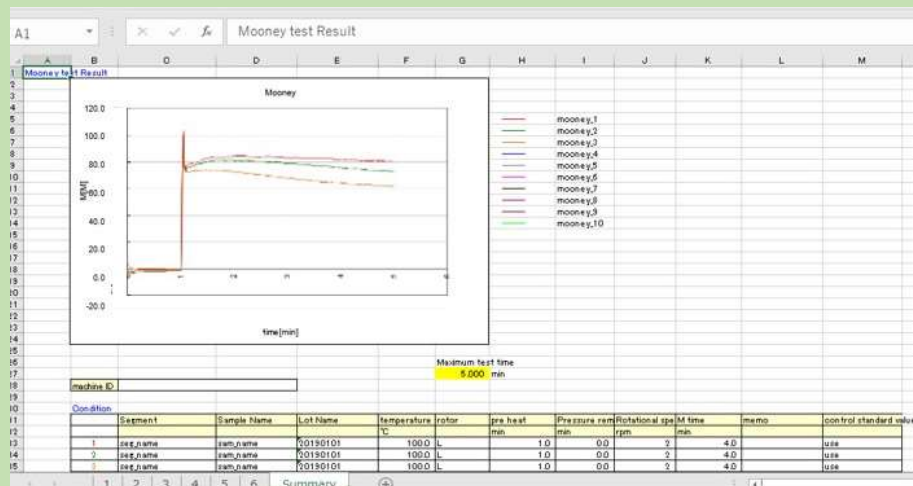 A1 Mooney test Result
A B C D E F G H I J K L M
Mooney test Result
Mooney
120.0
100.0
80.0
60.0
40.0
20.0
0.0
-20.0
M[M]
time[min]
mooney_1
mooney_2
mooney_3
mooney_4
mooney_5
mooney_6
mooney_7
mooney_8
mooney_9
mooney_10
Maximum test time
5.000 min
machine ID
Condition
Segment Sample Name Lot Name temperature rotor pre heat Pressure rem Rotational spe M time memo control standard value
°C min min rpm min
1 seg_name sam_name 20190101 100.0 L 1.0 0.0 2 4.0 use
2 seg_name sam_name 20190101 100.0 L 1.0 0.0 2 4.0 use
3 seg_name sam_name 20190101 100.0 L 1.0 0.0 2 4.0 use
1 2 3 4 5 6 Summary